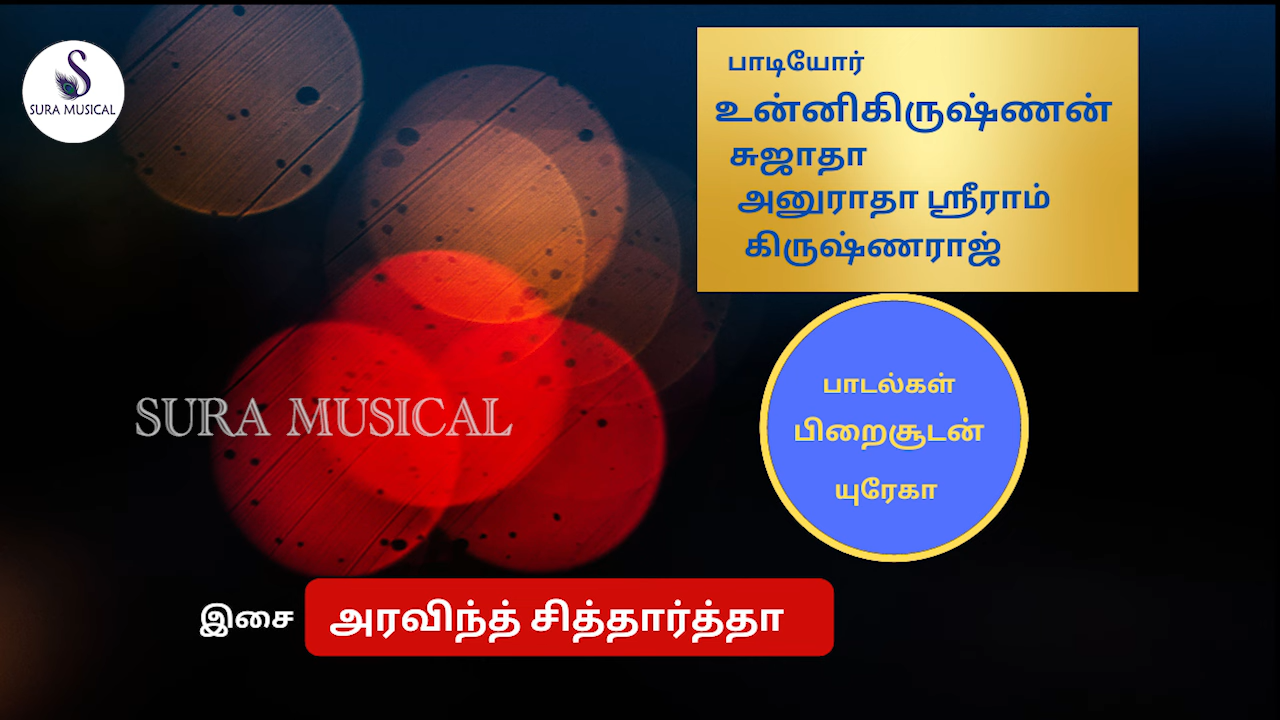 S
SURA MUSICAL
பாடியோர்
உன்னிகிருஷ்ணன்
சுஜாதா
அனுராதா ஸ்ரீராம்
கிருஷ்ணராஜ்
பாடல்கள்
பிறைசூடன்
யுரேகா
SURA MUSICAL
இசை அரவிந்த் சித்தார்த்தா